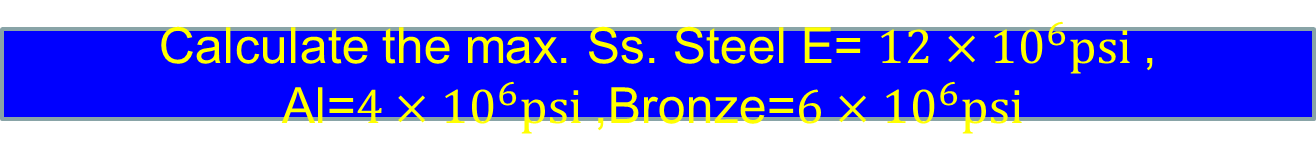 Calculate the max. Ss. Steel E= 12 × 10⁶psi ,
Al=4 × 10⁶psi ,Bronze=6 × 10⁶psi